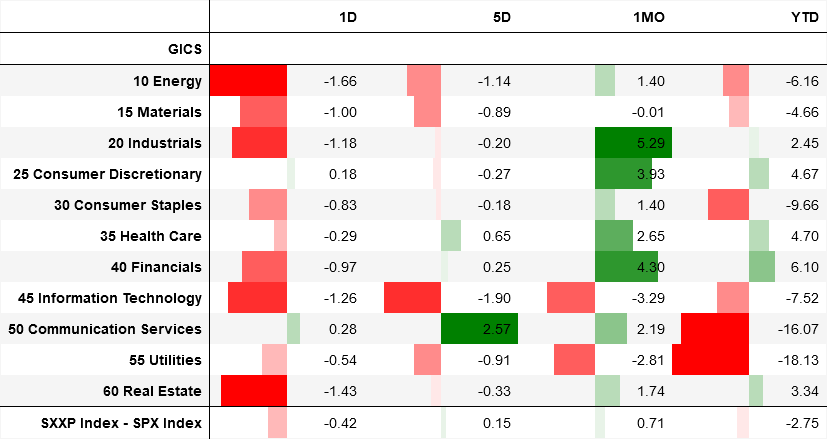 1D 5D 1MO YTD
GICS
10 Energy -1.66 -1.14 1.40 -6.16
15 Materials -1.00 -0.89 -0.01 -4.66
20 Industrials -1.18 -0.20 5.29 2.45
25 Consumer Discretionary 0.18 -0.27 3.93 4.67
30 Consumer Staples -0.83 -0.18 1.40 -9.66
35 Health Care -0.29 0.65 2.65 4.70
40 Financials -0.97 0.25 4.30 6.10
45 Information Technology -1.26 -1.90 -3.29 -7.52
50 Communication Services 0.28 2.57 2.19 -16.07
55 Utilities -0.54 -0.91 -2.81 -18.13
60 Real Estate -1.43 -0.33 1.74 3.34
SXXP Index - SPX Index -0.42 0.15 0.71 -2.75